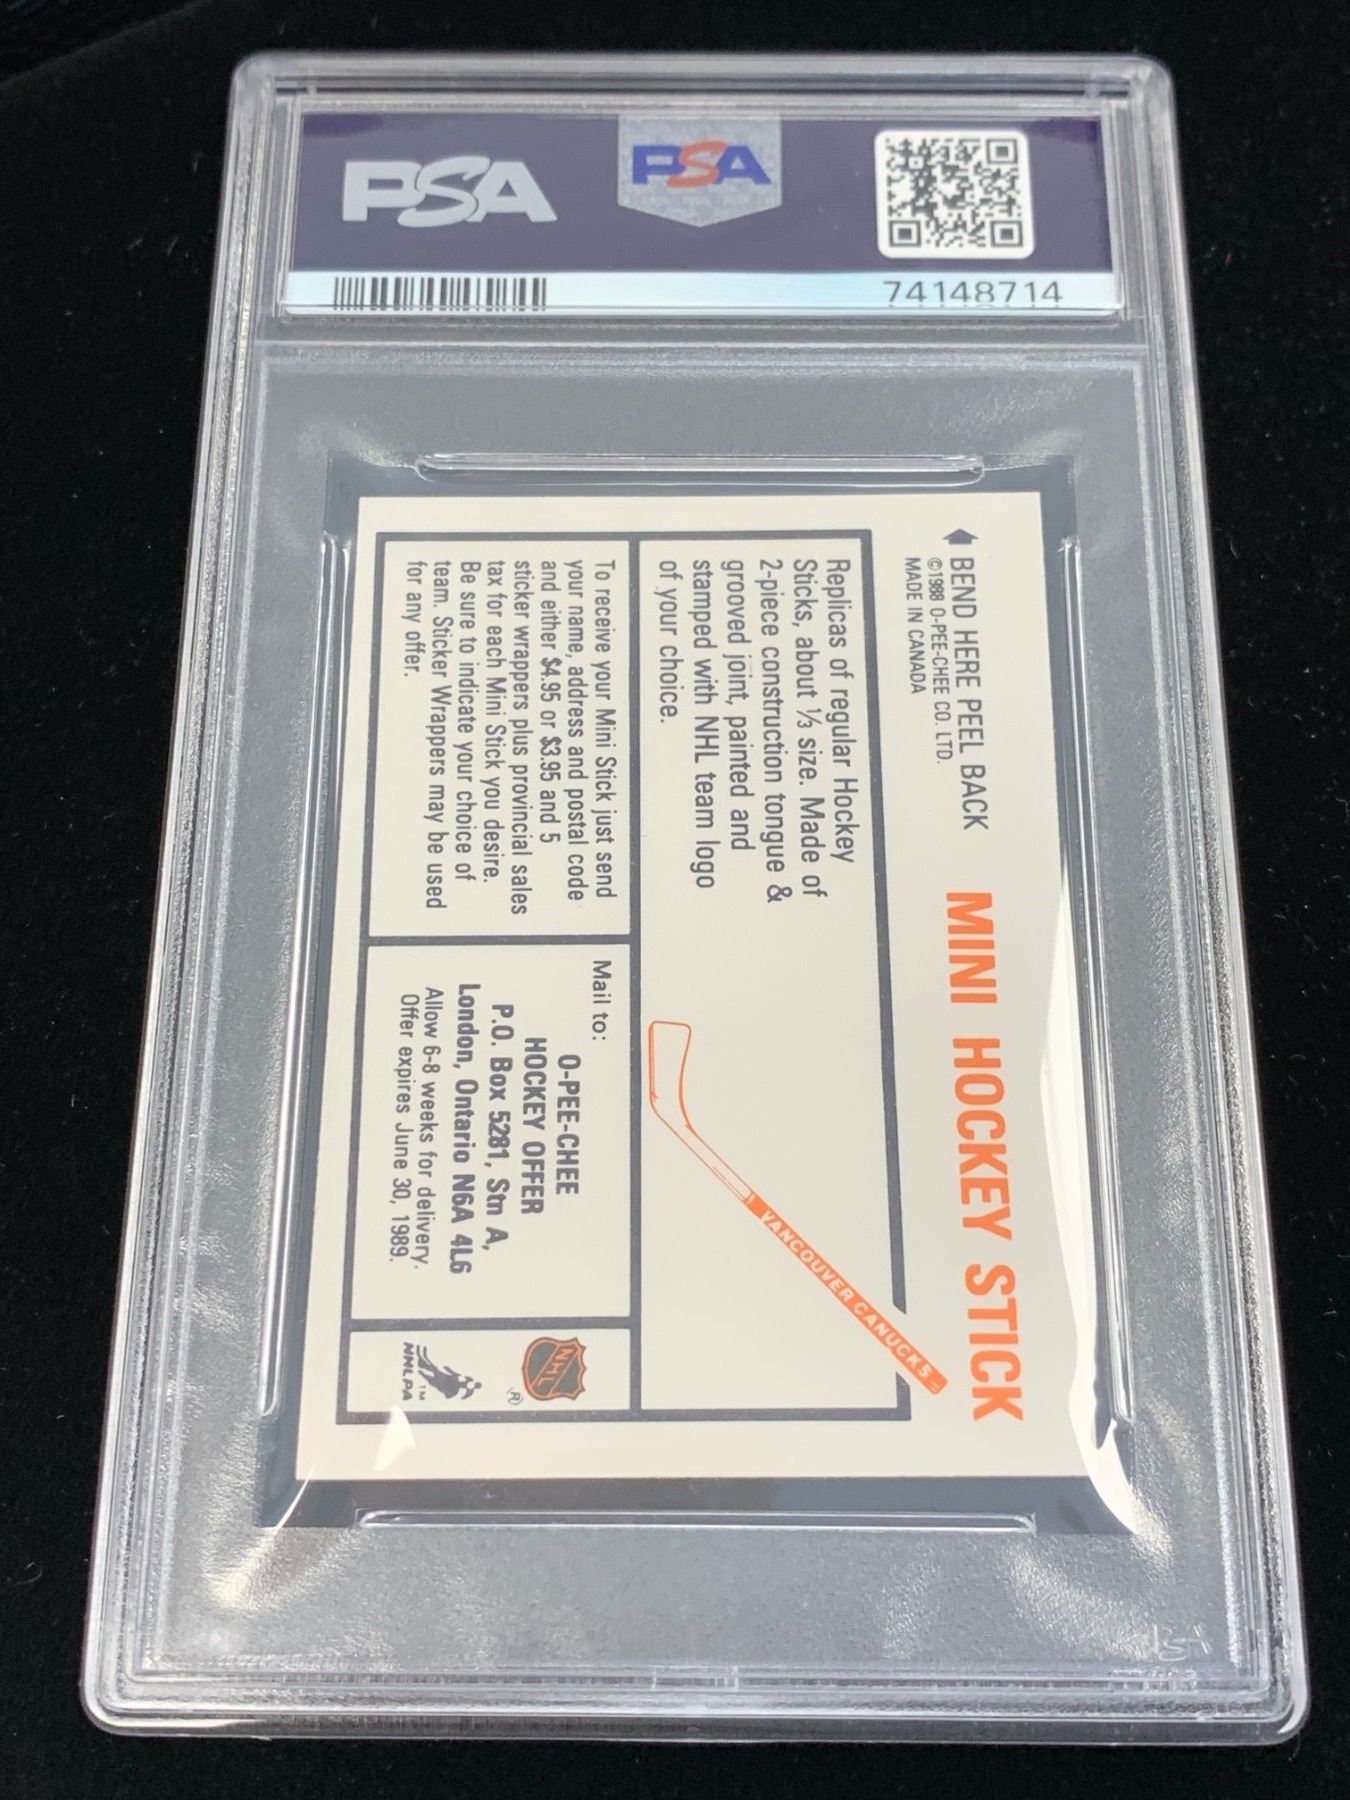 PSA
PSA
74148714
BEND HERE PEEL BACK
©1988 O-PEE-CHEE CO. LTD.
MADE IN CANADA
MINI HOCKEY STICK
Replicas of regular Hockey
Sticks, about ⅓ size. Made of
2-piece construction tongue &
grooved joint, painted and
stamped with NHL team logo
of your choice.
VANCOUVER CANUCKS
To receive your Mini Stick just send
your name, address and postal code
and either $4.95 or $3.95 and 5
sticker wrappers plus provincial sales
tax for each Mini Stick you desire.
Be sure to indicate your choice of
team. Sticker Wrappers may be used
for any offer.
Mail to:
O-PEE-CHEE
HOCKEY OFFER
P.O. Box 5281, Stn A,
London, Ontario N6A 4L6
Allow 6-8 weeks for delivery.
Offer expires June 30, 1989.
NHL
®
™
NHLPA
PSA